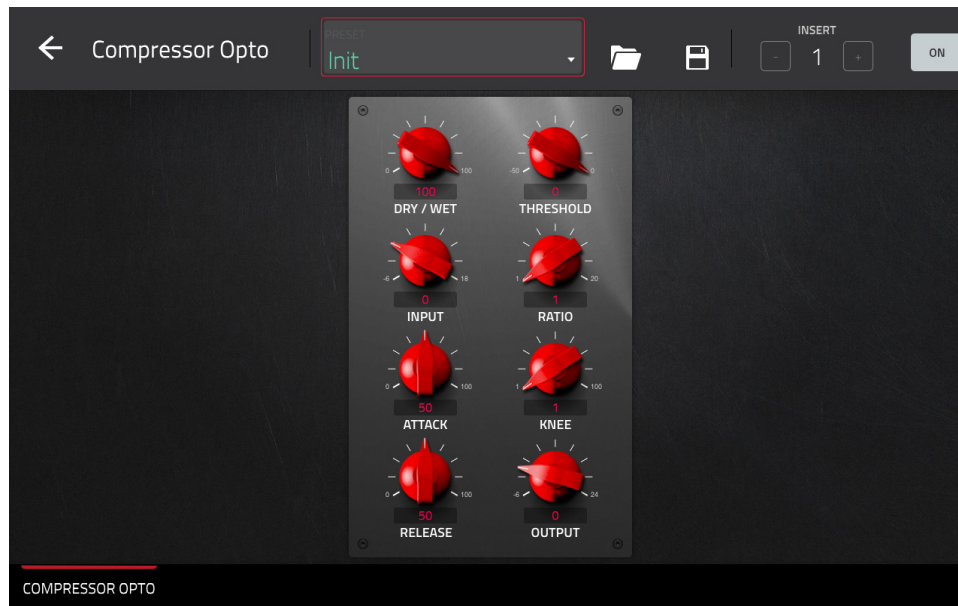 Compressor Opto
PRESET
Init
INSERT
- 1 +
ON
0 100
100
DRY / WET
-50 0
0
THRESHOLD
-6 18
0
INPUT
1 20
1
RATIO
0 100
50
ATTACK
1 100
1
KNEE
0 100
50
RELEASE
-6 24
0
OUTPUT
COMPRESSOR OPTO